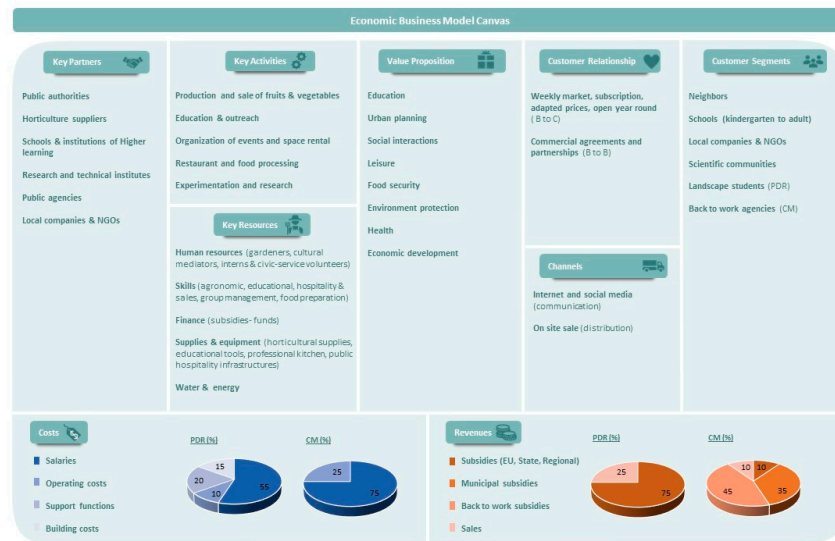 Economic Business Model Canvas
Key Partners
Public authorities
Horticulture suppliers
Schools & institutions of Higher
learning
Research and technical institutes
Public agencies
Local companies & NGOs
Key Activities
Production and sale of fruits & vegetables
Education & outreach
Organization of events and space rental
Restaurant and food processing
Experimentation and research
Key Resources
Human resources (gardeners, cultural
mediators, interns & civic-service volunteers)
Skills (agronomic, educational, hospitality &
sales, group management, food preparation)
Finance (subsidies- funds)
Supplies & equipment (horticultural supplies,
educational tools, professional kitchen, public
hospitality infrastructures)
Water & energy
Value Proposition
Education
Urban planning
Social interactions
Leisure
Food security
Environment protection
Health
Economic development
Customer Relationship
Weekly market, subscription,
adapted prices, open year round
( B to C)
Commercial agreements and
partnerships (B to B)
Channels
Internet and social media
(communication)
On site sale (distribution)
Customer Segments
Neighbors
Schools (kindergarten to adult)
Local companies & NGOs
Scientific communities
Landscape students (PDR)
Back to work agencies (CM)
Costs
Salaries
Operating costs
Support functions
Building costs
PDR (%)
15
20
10
55
CM (%)
25
75
Revenues
Subsidies (EU, State, Regional)
Municipal subsidies
Back to work subsidies
Sales
PDR (%)
25
75
CM (%)
10
10
45
35